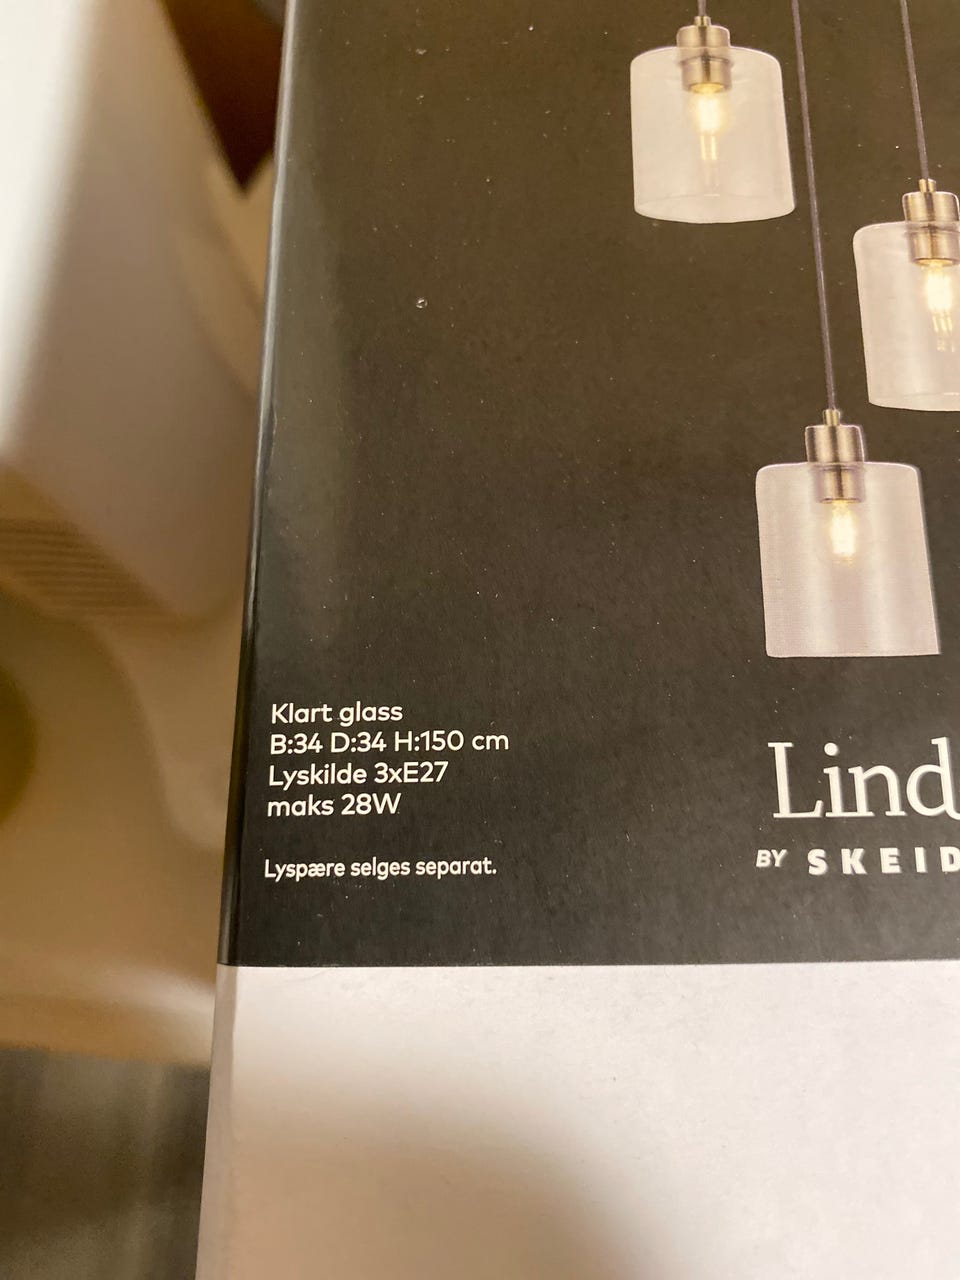 Klart glass
B:34 D:34 H:150 cm
Lyskilde 3xE27
maks 28W
Lyspære selges separat.
Lind
BY SKEID